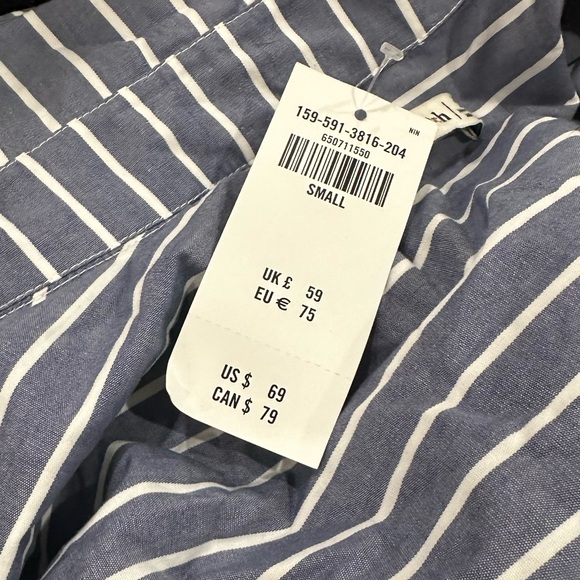 159-591-3816-204
NIN
650711550
SMALL
UK £ 59
EU € 75
US $ 69
CAN $ 79